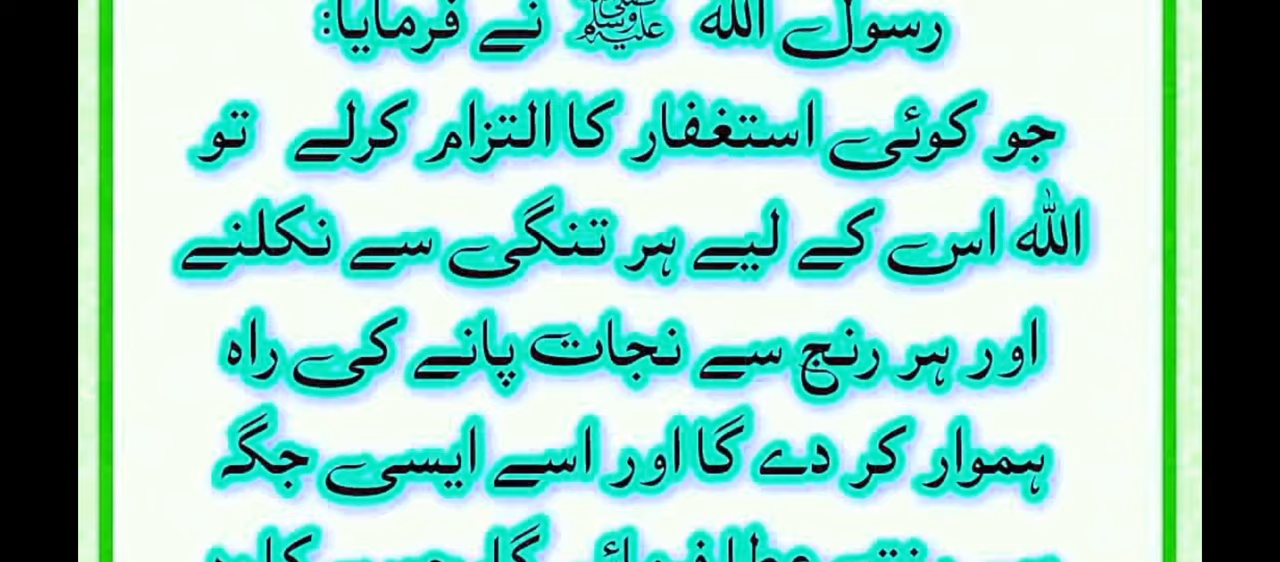 رسول اللہ ﷺ نے فرمایا:
جو کوئی استغفار کا التزام کرلے تو
اللہ اس کے لیے ہر تنگی سے نکلنے
اور ہر رنج سے نجات پانے کی راہ
ہموار کر دے گا اور اسے ایسی جگہ